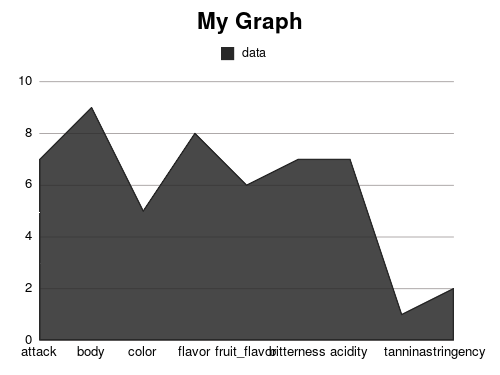 My Graph
data
10
8
6
4
2
0
attack body color flavor fruit_flavor bitterness acidity tannin astringency